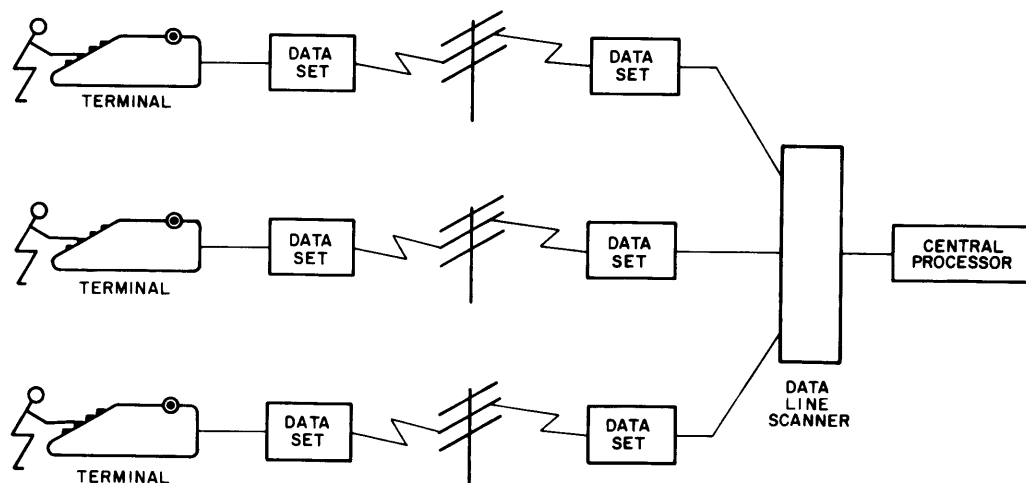 DATA
SET
DATA
SET
TERMINAL
DATA
SET
DATA
SET
TERMINAL
CENTRAL
PROCESSOR
DATA
LINE
SCANNER
DATA
SET
DATA
SET
TERMINAL